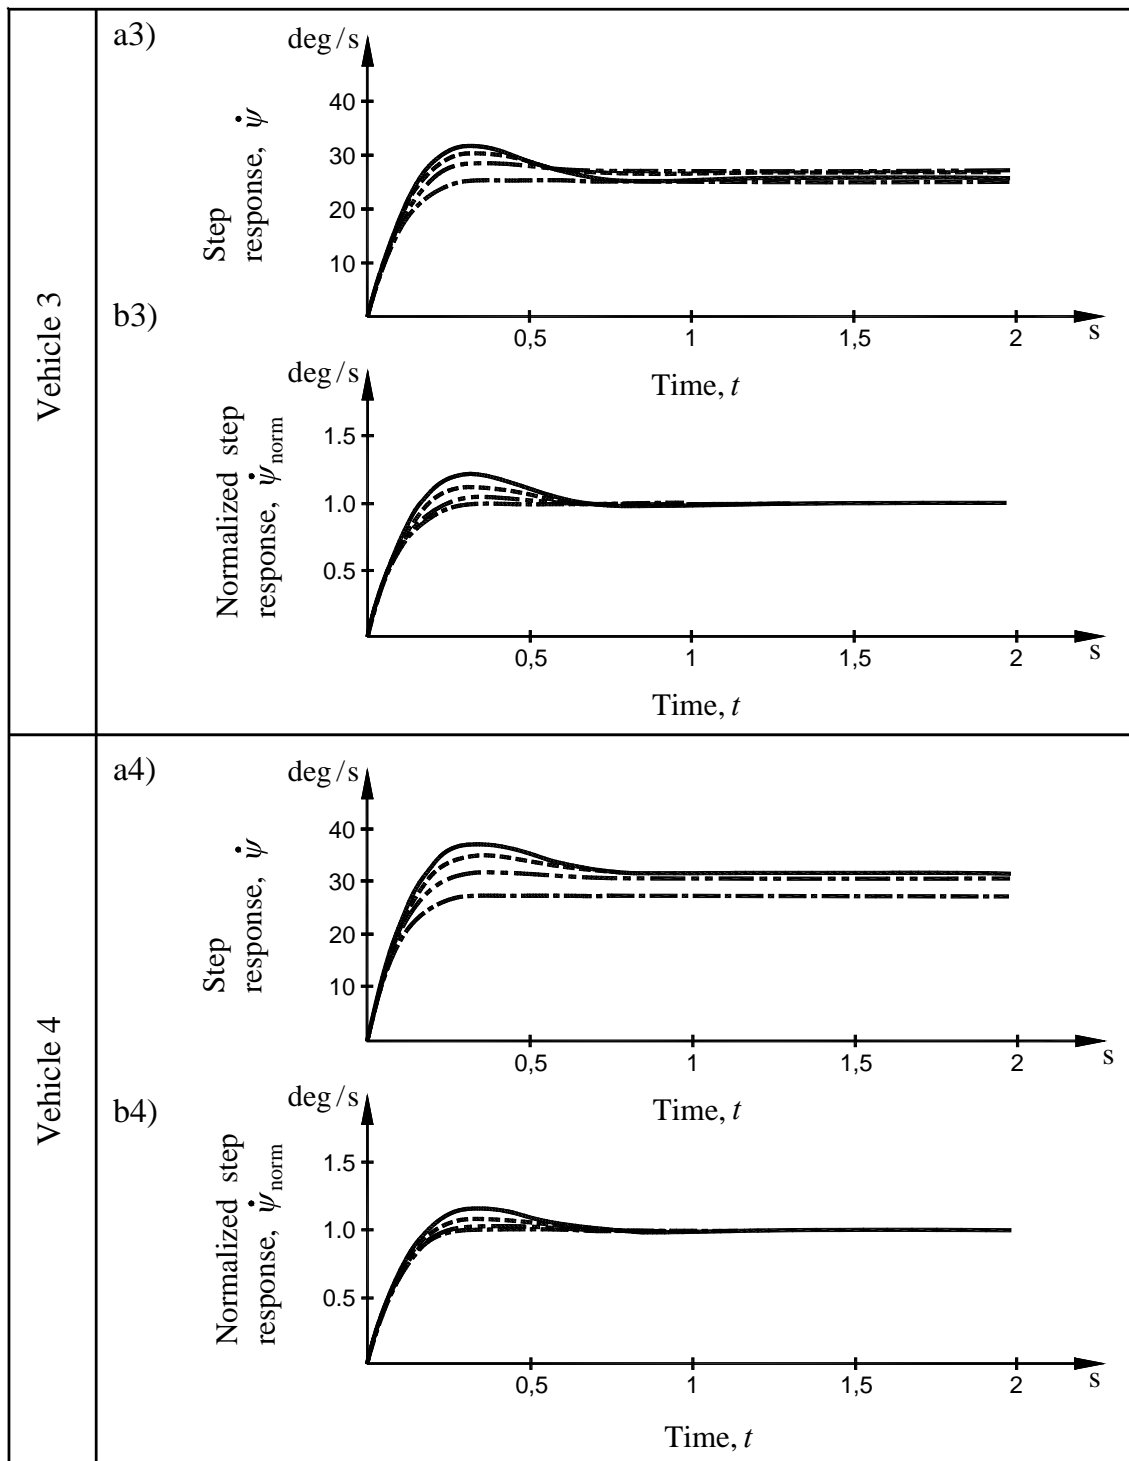 Vehicle 3
a3)
deg/s
Step
response, ψ̇
40
30
20
10
0,5 1 1,5 2 s
Time, t
b3)
deg/s
Normalized step
response, ψ̇norm
1.5
1.0
0.5
0,5 1 1,5 2 s
Time, t
Vehicle 4
a4)
deg/s
Step
response, ψ̇
40
30
20
10
0,5 1 1,5 2 s
Time, t
b4)
deg/s
Normalized step
response, ψ̇norm
1.5
1.0
0.5
0,5 1 1,5 2 s
Time, t